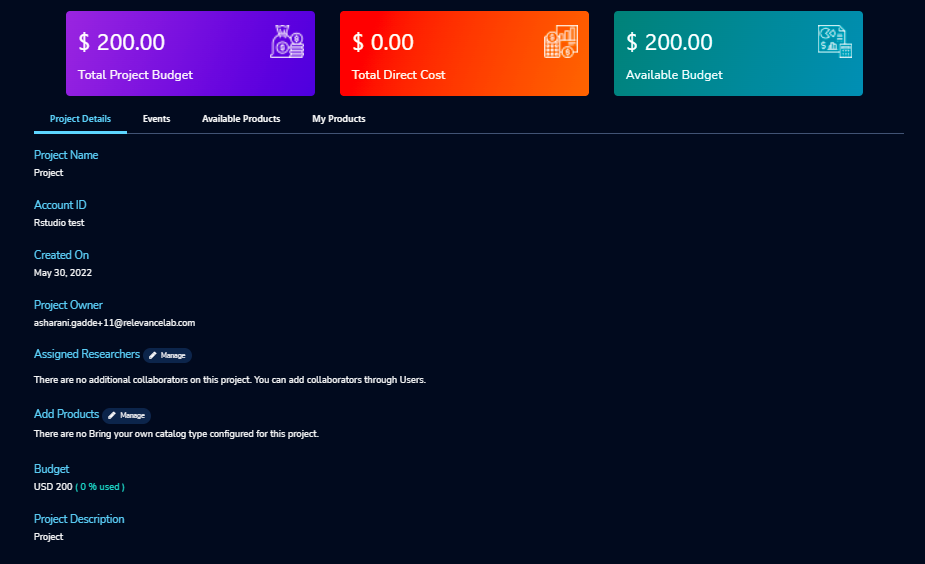 $ 200.00
Total Project Budget
$ 0.00
Total Direct Cost
$ 200.00
Available Budget
Project Details Events Available Products My Products
Project Name
Project
Account ID
Rstudio test
Created On
May 30, 2022
Project Owner
asharani.gadde+11@relevancelab.com
Assigned Researchers Manage
There are no additional collaborators on this project. You can add collaborators through Users.
Add Products Manage
There are no Bring your own catalog type configured for this project.
Budget
USD 200 ( 0 % used )
Project Description
Project